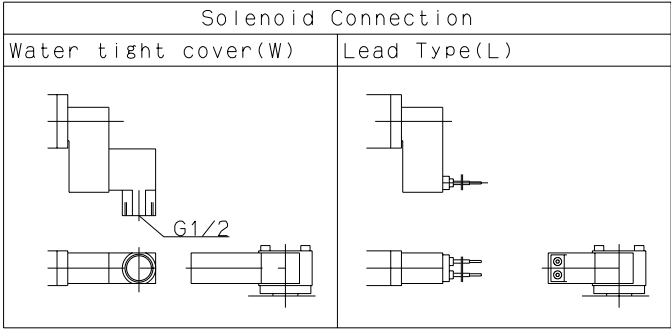 Solenoid Connection
Water tight cover(W)
Lead Type(L)
G1/2